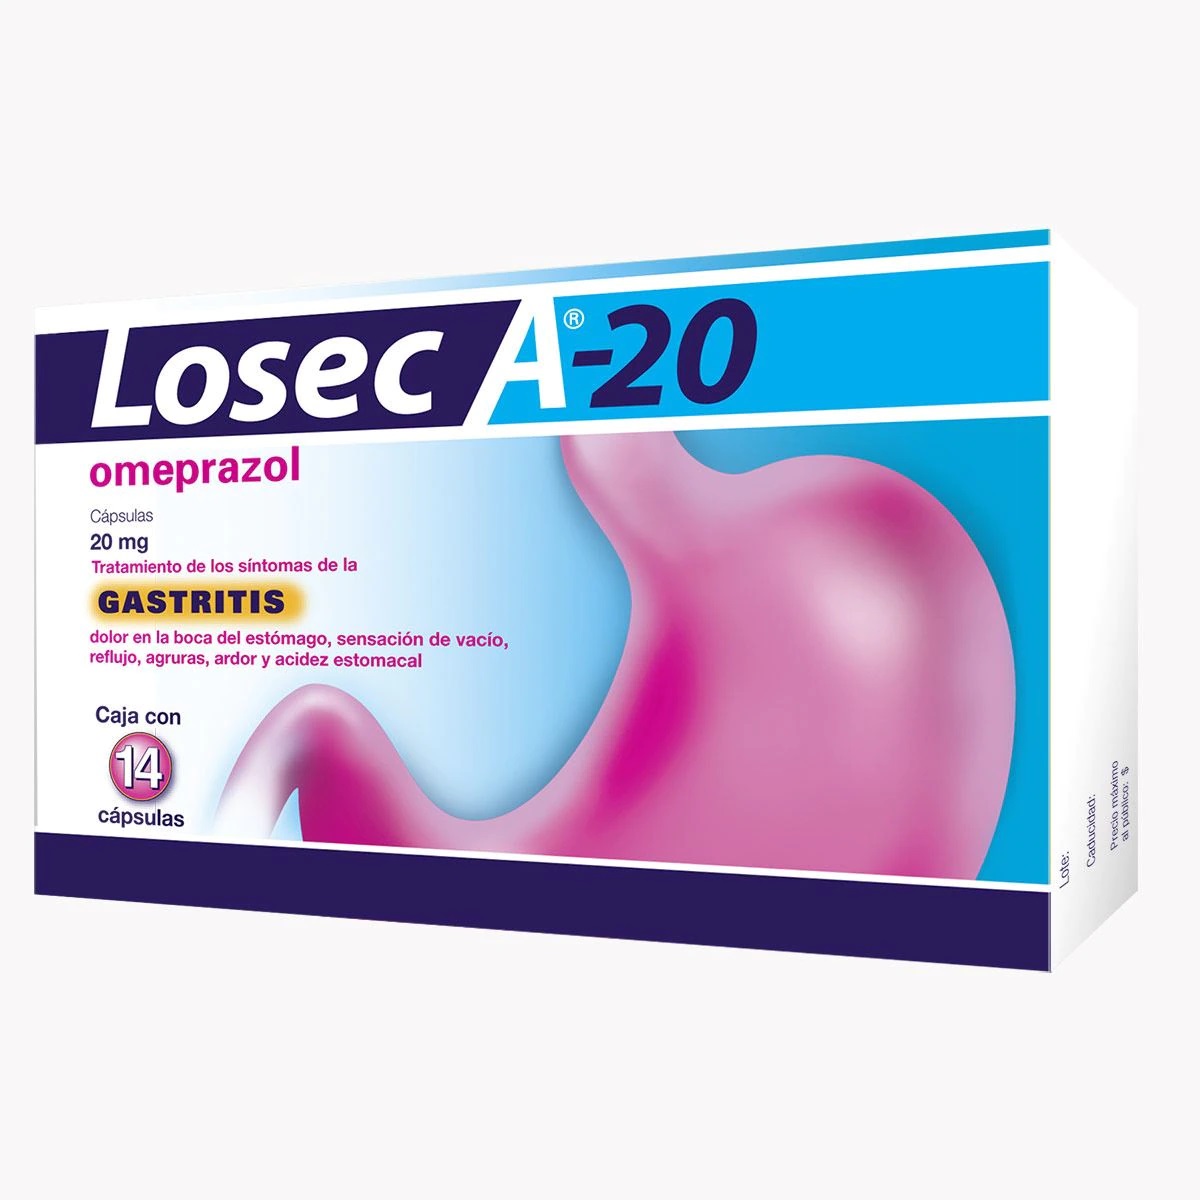 Losec A®-20
omeprazol
Cápsulas
20 mg
Tratamiento de los síntomas de la
GASTRITIS
dolor en la boca del estómago, sensación de vacío,
reflujo, agruras, ardor y acidez estomacal
Caja con
14
cápsulas
Lote:
Caducidad:
Precio máximo
al público: $